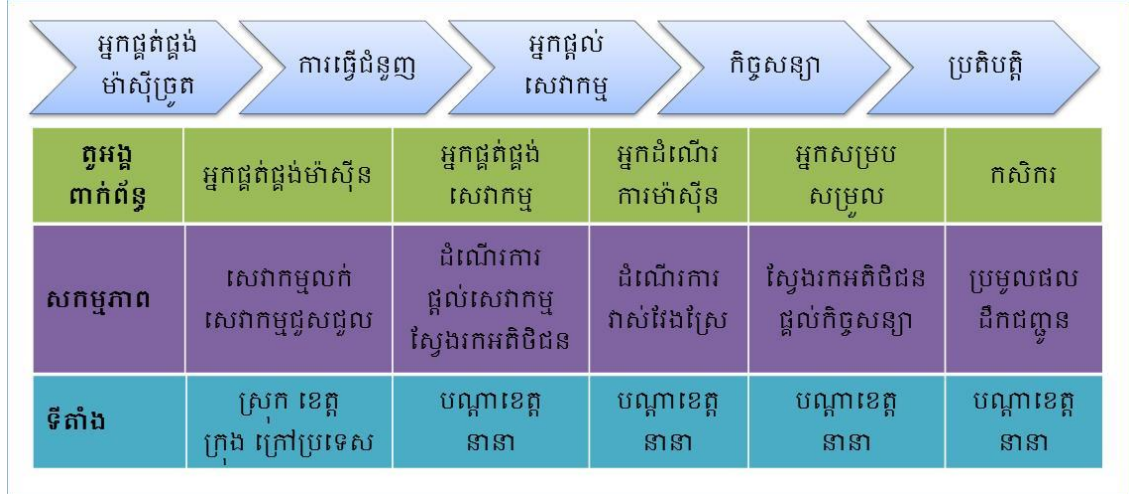 អ្នកផ្គត់ផ្គង់
ម៉ាស៊ីច្រូត
ការធ្វើជំនួញ
អ្នកផ្តល់
សេវាកម្ម
កិច្ចសន្យា
ប្រតិបត្តិ
តួអង្គ
ពាក់ព័ន្ធ
អ្នកផ្គត់ផ្គង់ម៉ាស៊ីន
អ្នកផ្គត់ផ្គង់
សេវាកម្ម
អ្នកដំណើរ
ការម៉ាស៊ីន
អ្នកសម្រប
សម្រួល
កសិករ
សកម្មភាព
សេវាកម្មលក់
សេវាកម្មជួសជួល
ដំណើរការ
ផ្តល់សេវាកម្ម
ស្វែងរកអតិថិជន
ដំណើរការ
វាស់វែងស្រែ
ស្វែងរកអតិថិជន
ផ្គល់កិច្ចសន្យា
ប្រមូលផល
ដឹកជញ្ជូន
ទីតាំង
ស្រុក ខេត្ត
ក្រុង ក្រៅប្រទេស
បណ្តាខេត្ត
នានា
បណ្តាខេត្ត
នានា
បណ្តាខេត្ត
នានា
បណ្តាខេត្ត
នានា